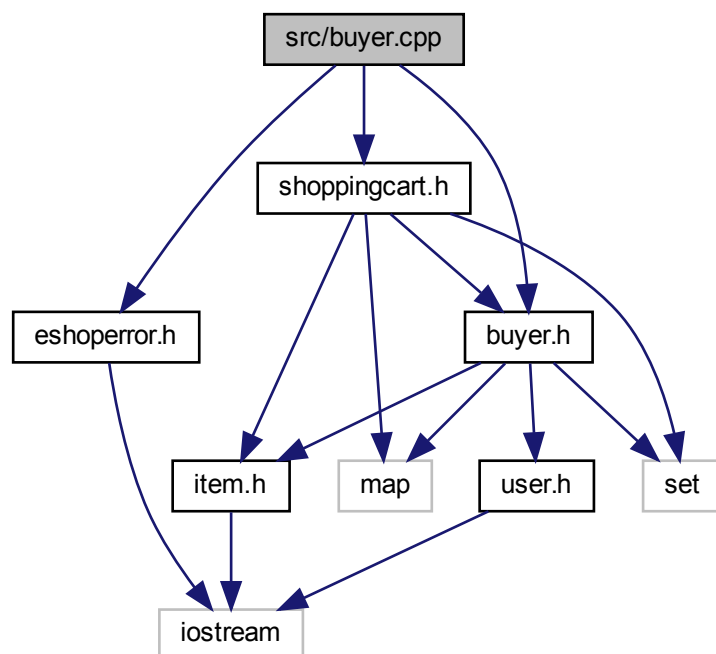 src/buyer.cpp
shoppingcart.h
eshoperror.h
buyer.h
item.h
map
user.h
set
iostream